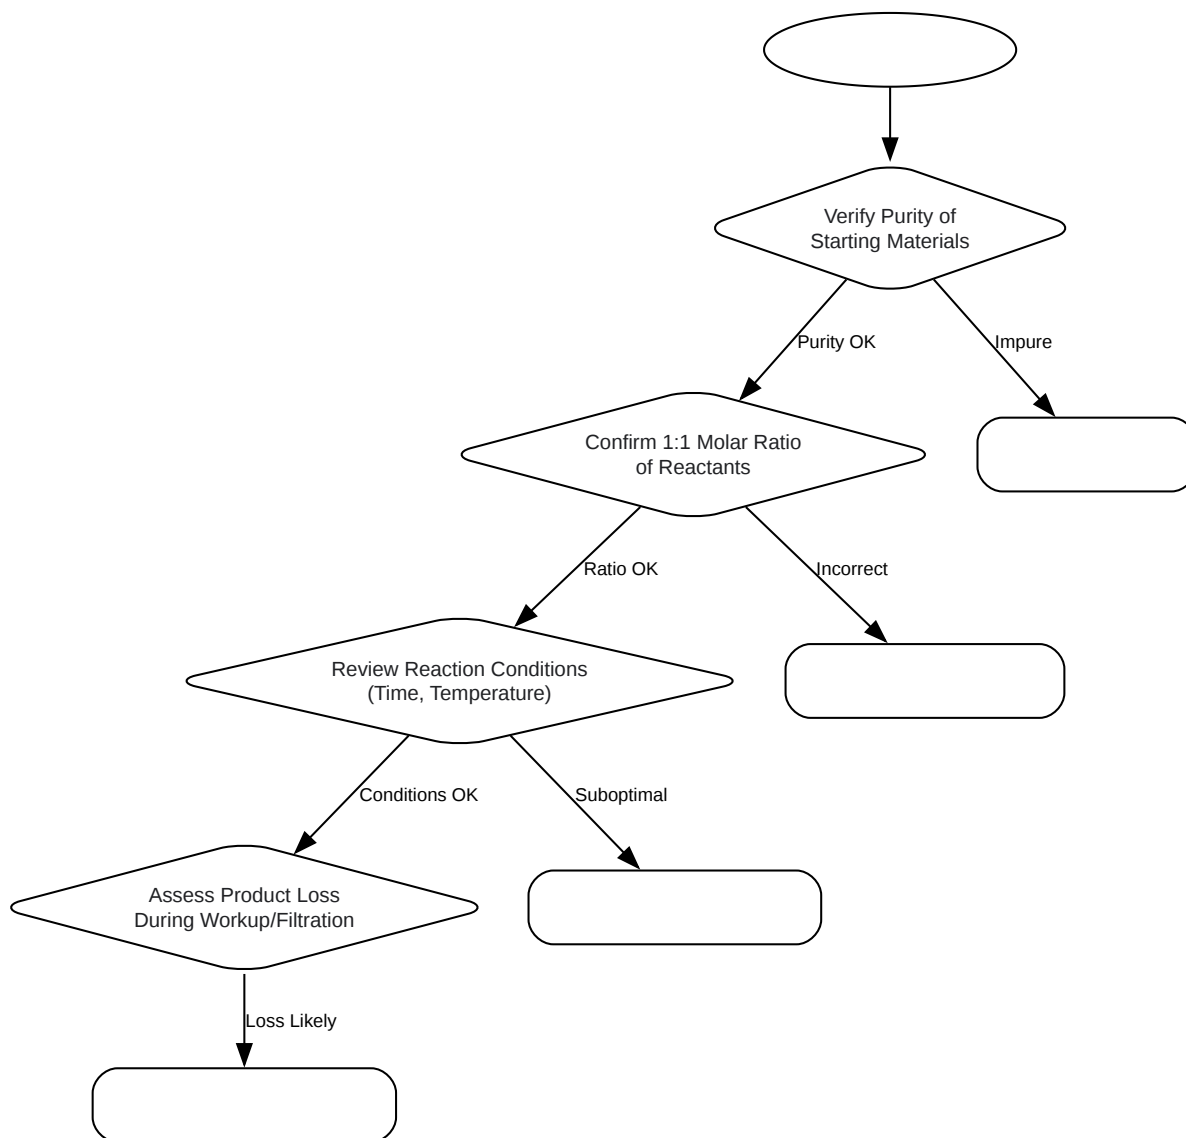 Verify Purity of
Starting Materials
Purity OK
Impure
Confirm 1:1 Molar Ratio
of Reactants
Ratio OK
Incorrect
Review Reaction Conditions
(Time, Temperature)
Conditions OK
Suboptimal
Assess Product Loss
During Workup/Filtration
Loss Likely